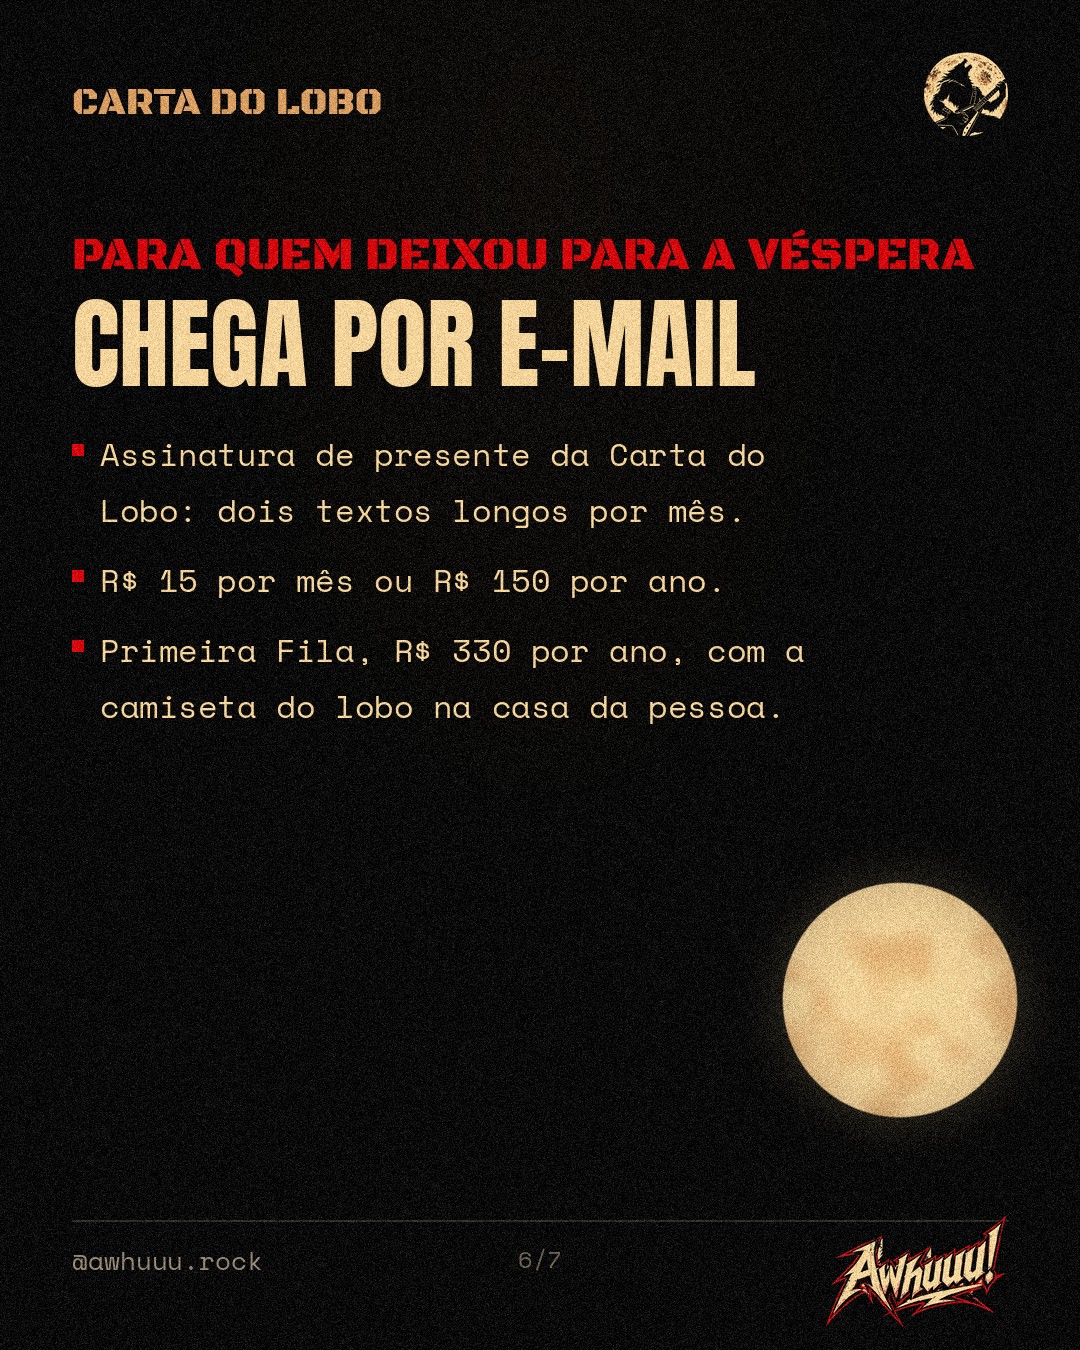 CARTA DO LOBO
PARA QUEM DEIXOU PARA A VÉSPERA
CHEGA POR E-MAIL
Assinatura de presente da Carta do
Lobo: dois textos longos por mês.
R$ 15 por mês ou R$ 150 por ano.
Primeira Fila, R$ 330 por ano, com a
camiseta do lobo na casa da pessoa.
@awhuuu.rock
6/7
Awhuuu!